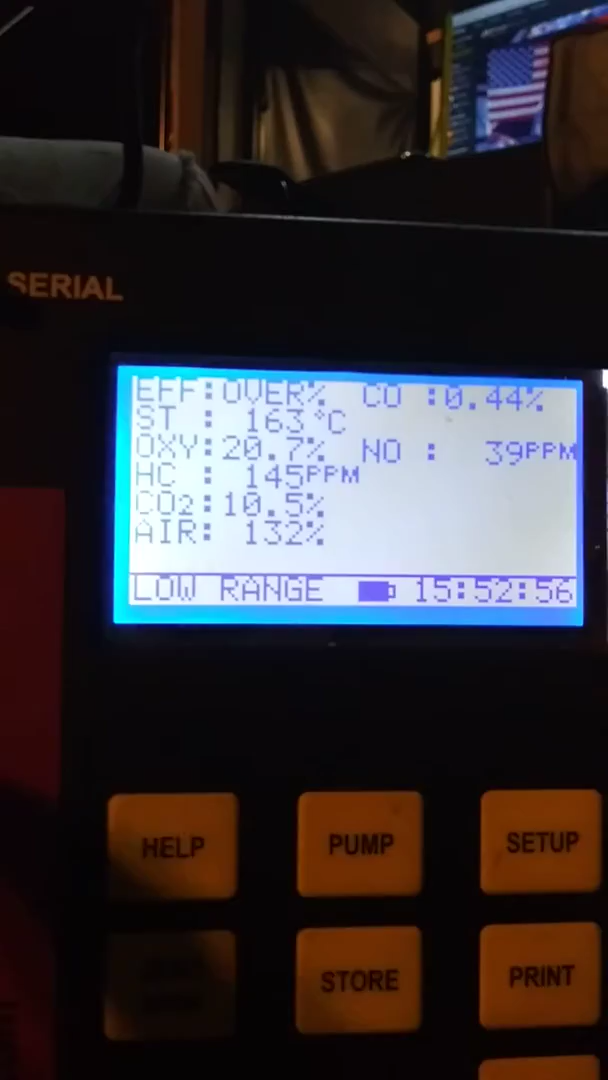 SERIAL
EFF:OVER% CO :0.44%
ST : 163°C
OXY:20.7% NO : 39PPM
HC : 145PPM
CO2:10.5%
AIR: 132%
LOW RANGE 15:52:56
HELP PUMP SETUP
STORE PRINT